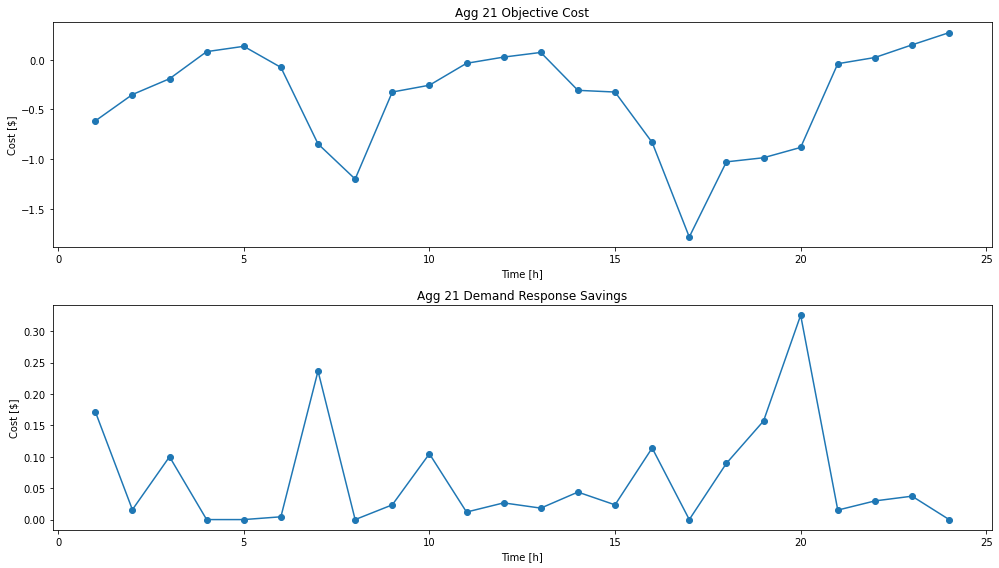 Agg 21 Objective Cost
Cost [$]
0.0
−0.5
−1.0
−1.5
0 5 10 15 20 25
Time [h]
Agg 21 Demand Response Savings
Cost [$]
0.30
0.25
0.20
0.15
0.10
0.05
0.00
0 5 10 15 20 25
Time [h]